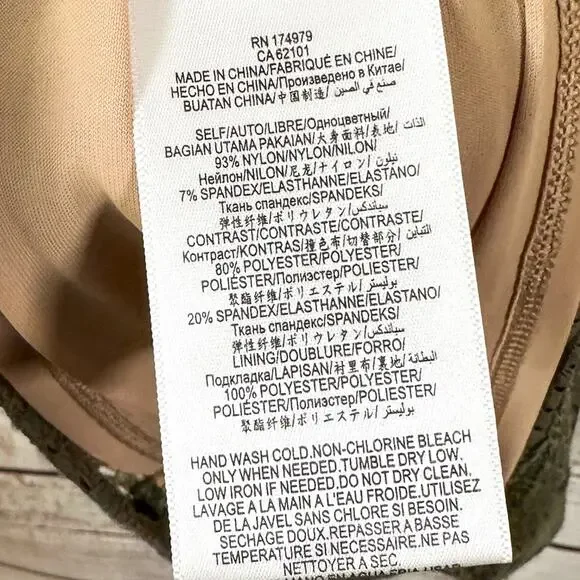 RN 174979
CA 62101
MADE IN CHINA/FABRIQUÉ EN CHINE/
HECHO EN CHINA/Произведено в Китае/
BUATAN CHINA/中国制造/ صنع في الصين/
SELF/AUTO/LIBRE/Одноцветный/
BAGIAN UTAMA PAKAIAN/大身面料/表地/ الذات/
93% NYLON/NYLON/NILON/
Нейлон/NILON/尼龙/ナイロン/ نيلون/
7% SPANDEX/ELASTHANNE/ELASTANO/
Ткань спандекс/SPANDEKS/
弹性纤维/ポリウレタン/ سباندكس/
CONTRAST/CONTRASTE/CONTRASTE/
Контраст/KONTRAS/撞色布/切替部分/ التباين/
80% POLYESTER/POLYESTER/
POLIÉSTER/Полиэстер/POLIESTER/
聚酯纤维/ポリエステル/ بوليستر/
20% SPANDEX/ELASTHANNE/ELASTANO/
Ткань спандекс/SPANDEKS/
弹性纤维/ポリウレタン/ سباندكس/
LINING/DOUBLURE/FORRO/
Подкладка/LAPISAN/衬里布/裏地/ البطانة/
100% POLYESTER/POLYESTER/
POLIÉSTER/Полиэстер/POLIESTER/
聚酯纤维/ポリエステル/ بوليستر/
HAND WASH COLD.NON-CHLORINE BLEACH
ONLY WHEN NEEDED.TUMBLE DRY LOW.
LOW IRON IF NEEDED.DO NOT DRY CLEAN.
LAVAGE A LA MAIN A L'EAU FROIDE.UTILISEZ
DE LA JAVEL SANS CHLORE SI BESOIN.
SECHAGE DOUX.REPASSER A BASSE
TEMPERATURE SI NECESSAIRE.NE PAS
NETTOYER A SEC.